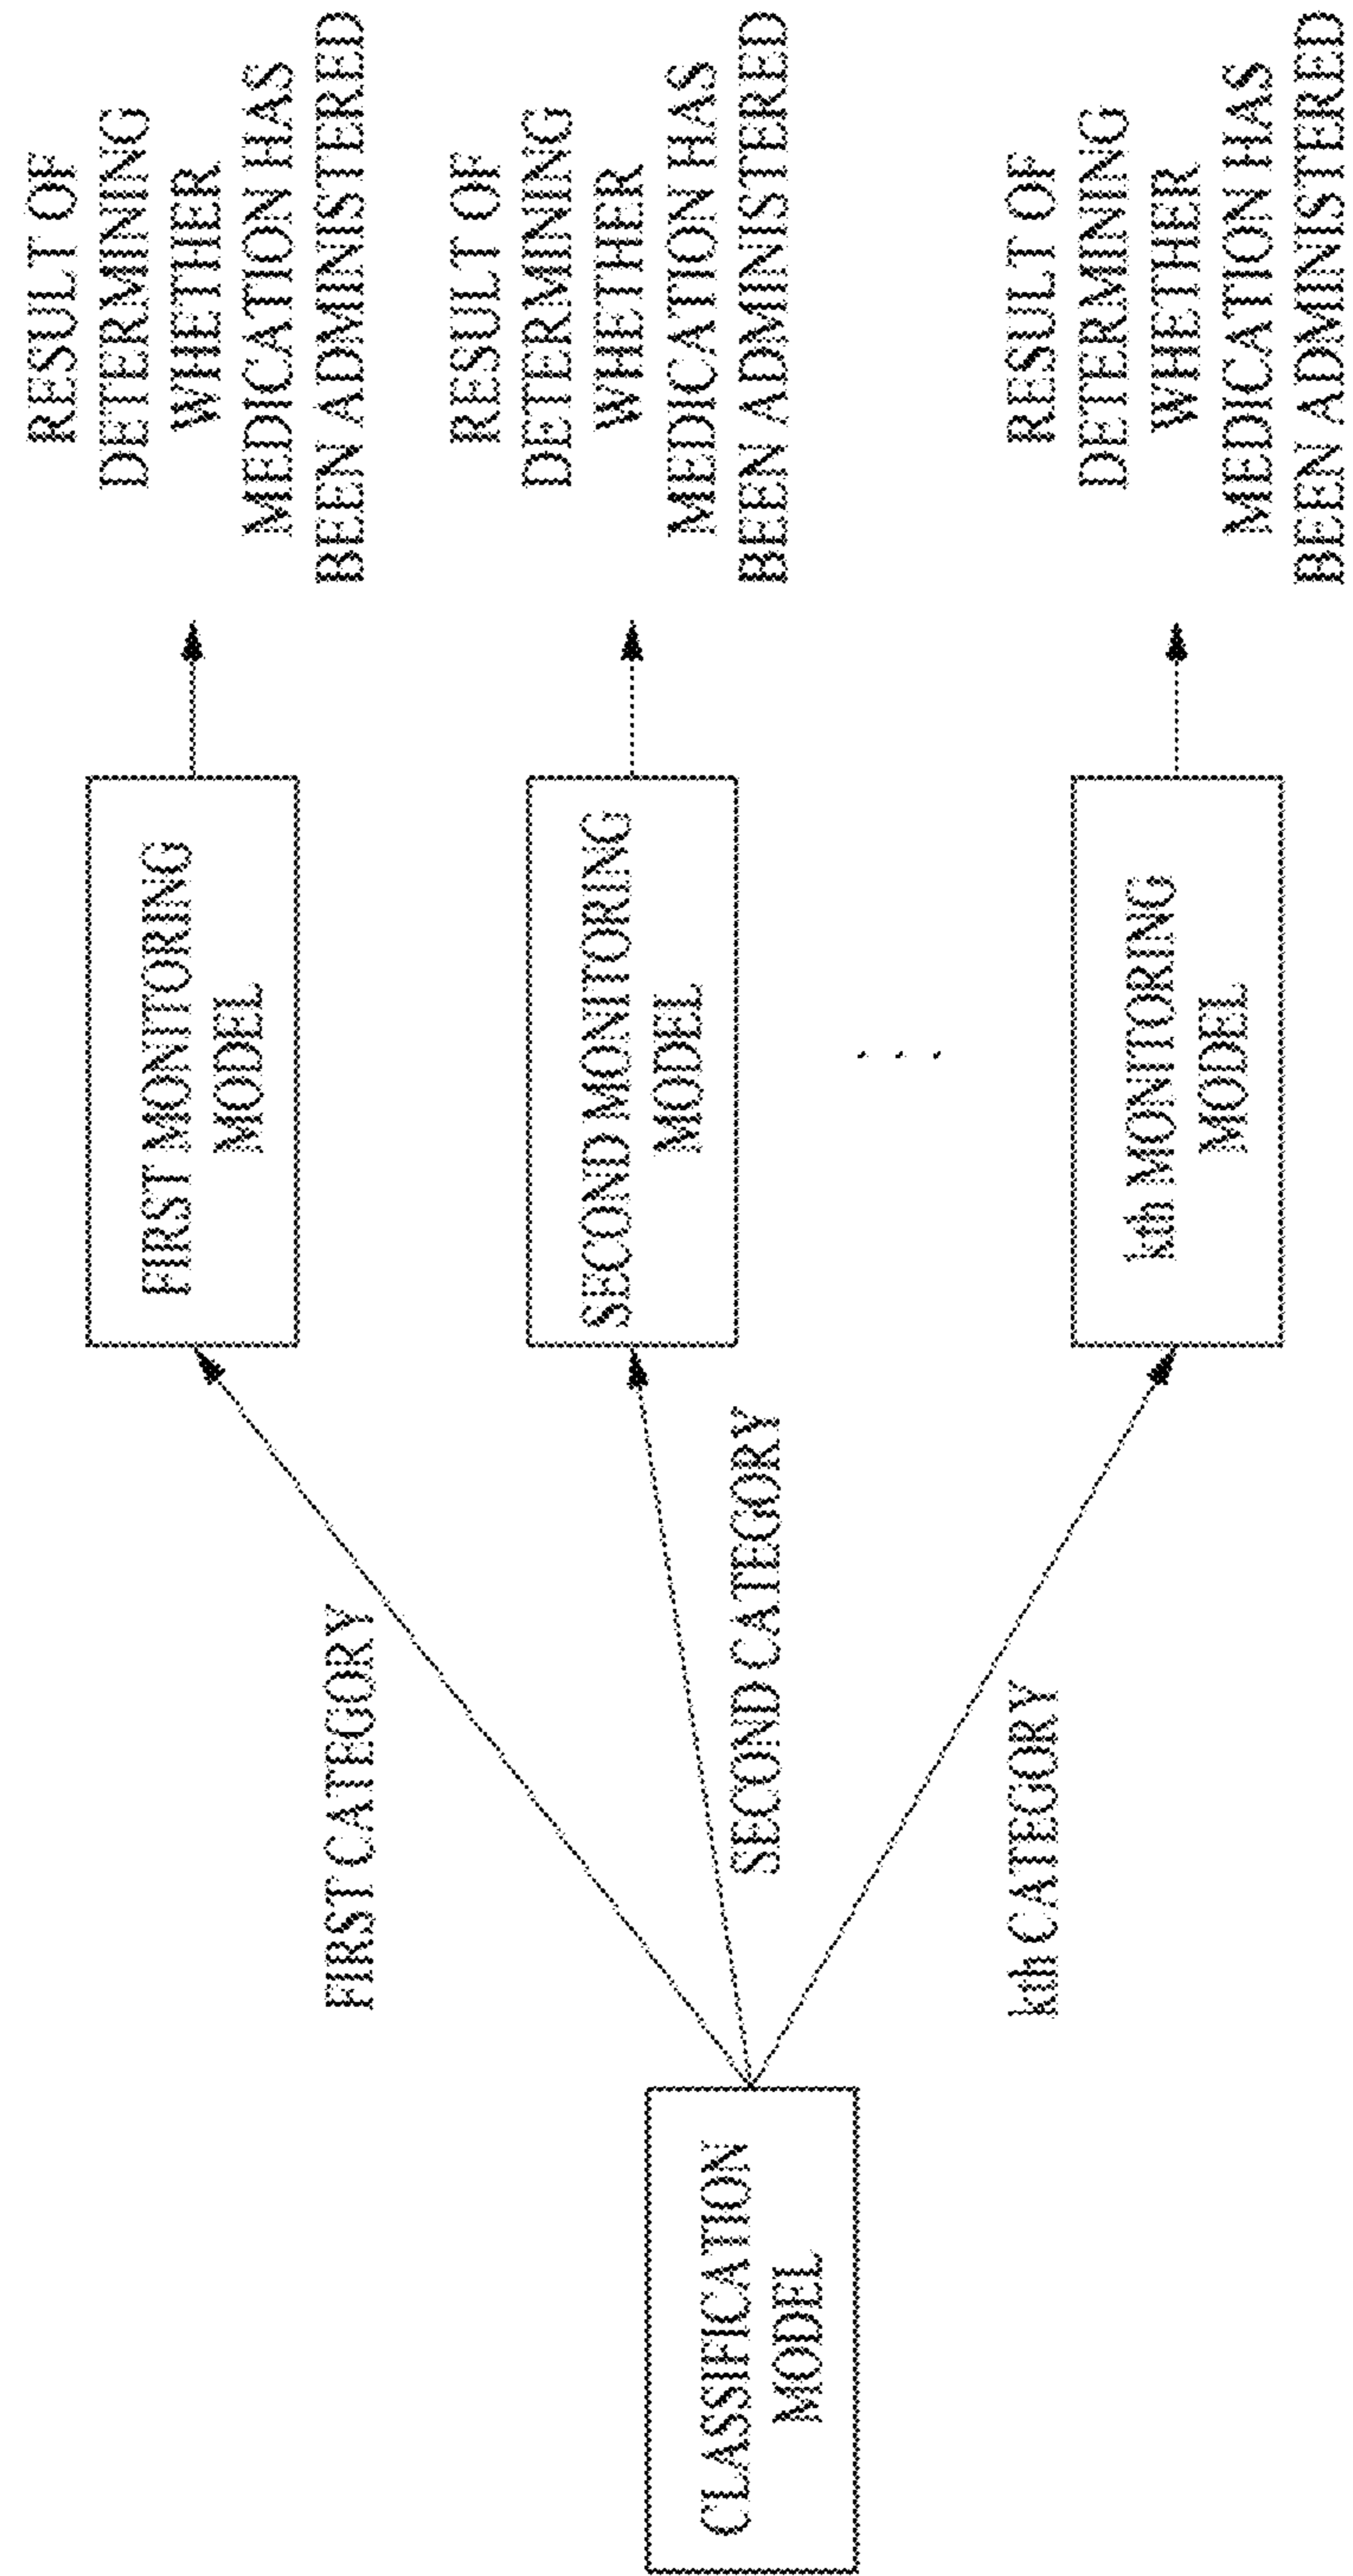 CLASSIFICATION
MODEL
FIRST CATEGORY
SECOND CATEGORY
kth CATEGORY
FIRST MONITORING
MODEL
SECOND MONITORING
MODEL
. . .
kth MONITORING
MODEL
RESULT OF
DETERMINING
WHETHER
MEDICATION HAS
BEEN ADMINISTERED
RESULT OF
DETERMINING
WHETHER
MEDICATION HAS
BEEN ADMINISTERED
RESULT OF
DETERMINING
WHETHER
MEDICATION HAS
BEEN ADMINISTERED